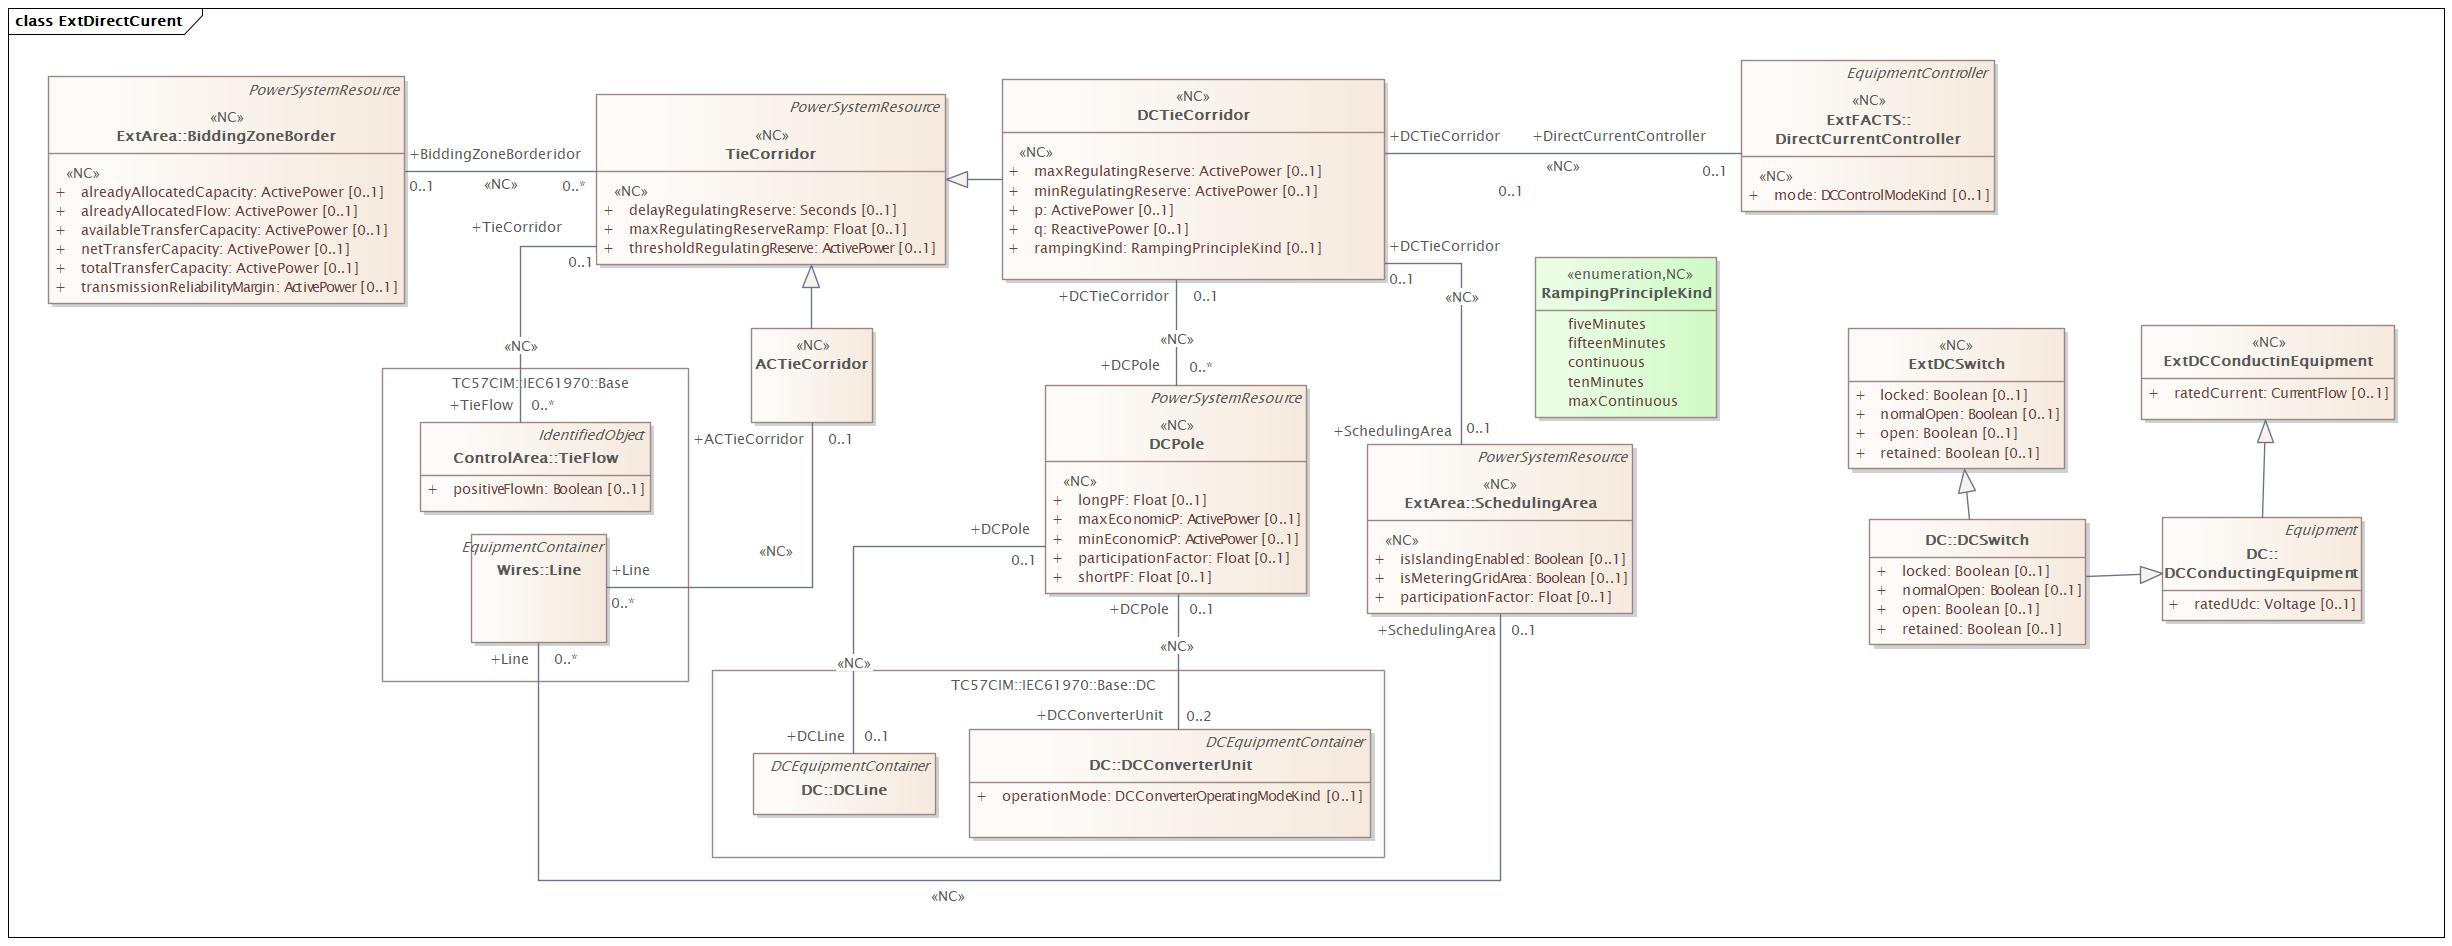 class ExtDirectCurent
PowerSystemResource
«NC»
ExtArea::BiddingZoneBorder
«NC»
+ alreadyAllocatedCapacity: ActivePower [0..1]
+ alreadyAllocatedFlow: ActivePower [0..1]
+ availableTransferCapacity: ActivePower [0..1]
+ netTransferCapacity: ActivePower [0..1]
+ totalTransferCapacity: ActivePower [0..1]
+ transmissionReliabilityMargin: ActivePower [0..1]
+BiddingZoneBorderidor
0..1
«NC»
0..*
PowerSystemResource
«NC»
TieCorridor
«NC»
+ delayRegulatingReserve: Seconds [0..1]
+ maxRegulatingReserveRamp: Float [0..1]
+ thresholdRegulatingReserve: ActivePower [0..1]
+TieCorridor
0..1
«NC»
«NC»
DCTieCorridor
«NC»
+ maxRegulatingReserve: ActivePower [0..1]
+ minRegulatingReserve: ActivePower [0..1]
+ p: ActivePower [0..1]
+ q: ReactivePower [0..1]
+ rampingKind: RampingPrincipleKind [0..1]
+DCTieCorridor
+DirectCurrentController
«NC»
0..1
0..1
EquipmentController
«NC»
ExtFACTS::
DirectCurrentController
«NC»
+ mode: DCControlModeKind [0..1]
+DCTieCorridor
0..1
«NC»
+SchedulingArea
0..1
«enumeration,NC»
RampingPrincipleKind
fiveMinutes
fifteenMinutes
continuous
tenMinutes
maxContinuous
+DCTieCorridor
0..1
«NC»
+DCPole
0..*
«NC»
ACTieCorridor
+ACTieCorridor
0..1
«NC»
TC57CIM::IEC61970::Base
+TieFlow
0..*
IdentifiedObject
ControlArea::TieFlow
+ positiveFlowIn: Boolean [0..1]
EquipmentContainer
Wires::Line
+Line
0..*
+Line
0..*
PowerSystemResource
«NC»
DCPole
«NC»
+ longPF: Float [0..1]
+ maxEconomicP: ActivePower [0..1]
+ minEconomicP: ActivePower [0..1]
+ participationFactor: Float [0..1]
+ shortPF: Float [0..1]
+DCPole
0..1
«NC»
+DCPole
0..1
«NC»
PowerSystemResource
«NC»
ExtArea::SchedulingArea
«NC»
+ isIslandingEnabled: Boolean [0..1]
+ isMeteringGridArea: Boolean [0..1]
+ participationFactor: Float [0..1]
+SchedulingArea
0..1
«NC»
ExtDCSwitch
+ locked: Boolean [0..1]
+ normalOpen: Boolean [0..1]
+ open: Boolean [0..1]
+ retained: Boolean [0..1]
«NC»
ExtDCConductinEquipment
+ ratedCurrent: CurrentFlow [0..1]
DC::DCSwitch
+ locked: Boolean [0..1]
+ normalOpen: Boolean [0..1]
+ open: Boolean [0..1]
+ retained: Boolean [0..1]
Equipment
DC::
DCConductingEquipment
+ ratedUdc: Voltage [0..1]
TC57CIM::IEC61970::Base::DC
+DCLine
0..1
DCEquipmentContainer
DC::DCLine
+DCConverterUnit
0..2
DCEquipmentContainer
DC::DCConverterUnit
+ operationMode: DCConverterOperatingModeKind [0..1]
«NC»